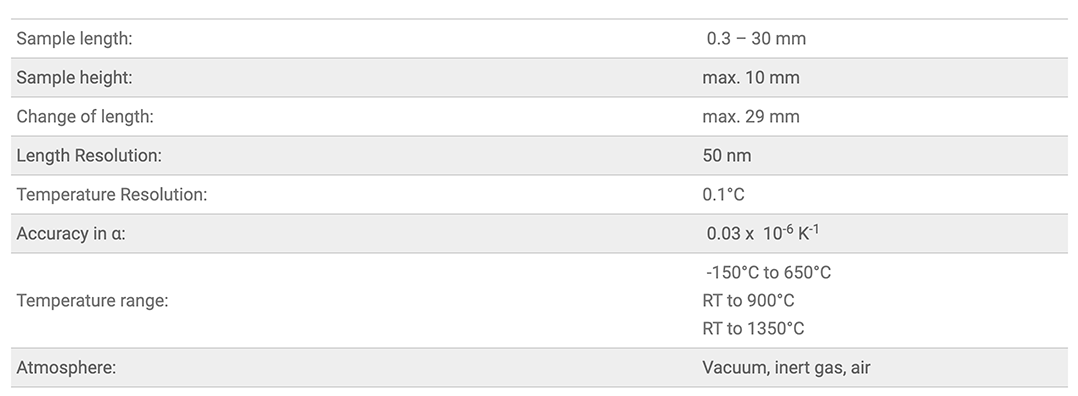 Sample length: 0.3 – 30 mm
Sample height: max. 10 mm
Change of length: max. 29 mm
Length Resolution: 50 nm
Temperature Resolution: 0.1°C
Accuracy in α: 0.03 x 10⁻⁶ K⁻¹
Temperature range: -150°C to 650°C
RT to 900°C
RT to 1350°C
Atmosphere: Vacuum, inert gas, air